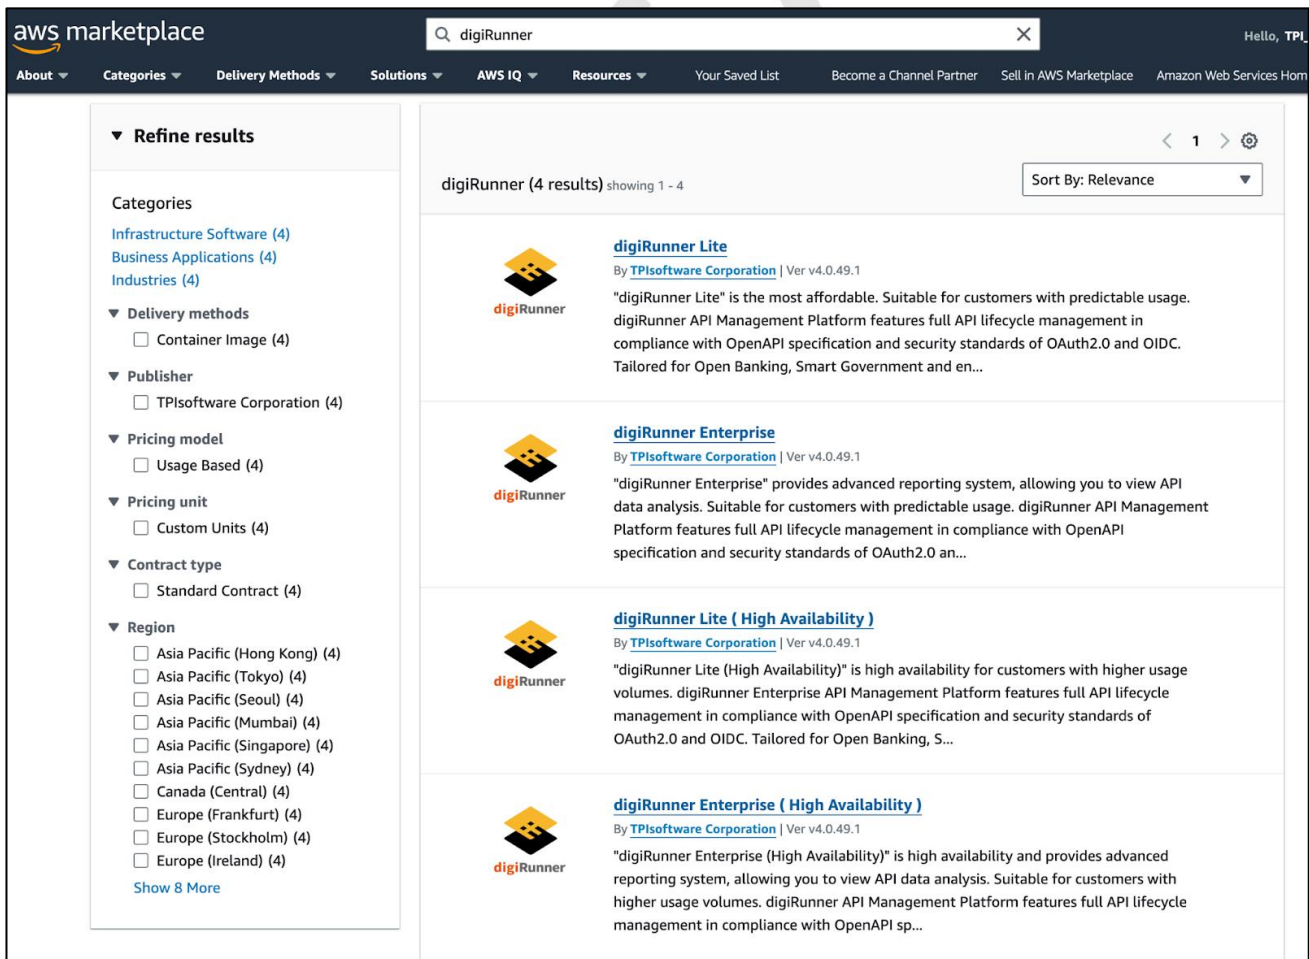 aws marketplace
digiRunner
Hello, TPI_
About
Categories
Delivery Methods
Solutions
AWS IQ
Resources
Your Saved List
Become a Channel Partner
Sell in AWS Marketplace
Amazon Web Services Hom
Refine results
Categories
Infrastructure Software (4)
Business Applications (4)
Industries (4)
Delivery methods
Container Image (4)
Publisher
TPIsoftware Corporation (4)
Pricing model
Usage Based (4)
Pricing unit
Custom Units (4)
Contract type
Standard Contract (4)
Region
Asia Pacific (Hong Kong) (4)
Asia Pacific (Tokyo) (4)
Asia Pacific (Seoul) (4)
Asia Pacific (Mumbai) (4)
Asia Pacific (Singapore) (4)
Asia Pacific (Sydney) (4)
Canada (Central) (4)
Europe (Frankfurt) (4)
Europe (Stockholm) (4)
Europe (Ireland) (4)
Show 8 More
1
digiRunner (4 results) showing 1 - 4
Sort By: Relevance
digiRunner
digiRunner Lite
By TPIsoftware Corporation | Ver v4.0.49.1
"digiRunner Lite" is the most affordable. Suitable for customers with predictable usage.
digiRunner API Management Platform features full API lifecycle management in
compliance with OpenAPI specification and security standards of OAuth2.0 and OIDC.
Tailored for Open Banking, Smart Government and en...
digiRunner
digiRunner Enterprise
By TPIsoftware Corporation | Ver v4.0.49.1
"digiRunner Enterprise" provides advanced reporting system, allowing you to view API
data analysis. Suitable for customers with predictable usage. digiRunner API Management
Platform features full API lifecycle management in compliance with OpenAPI
specification and security standards of OAuth2.0 an...
digiRunner
digiRunner Lite ( High Availability )
By TPIsoftware Corporation | Ver v4.0.49.1
"digiRunner Lite (High Availability)" is high availability for customers with higher usage
volumes. digiRunner Enterprise API Management Platform features full API lifecycle
management in compliance with OpenAPI specification and security standards of
OAuth2.0 and OIDC. Tailored for Open Banking, S...
digiRunner
digiRunner Enterprise ( High Availability )
By TPIsoftware Corporation | Ver v4.0.49.1
"digiRunner Enterprise (High Availability)" is high availability and provides advanced
reporting system, allowing you to view API data analysis. Suitable for customers with
higher usage volumes. digiRunner API Management Platform features full API lifecycle
management in compliance with OpenAPI sp...